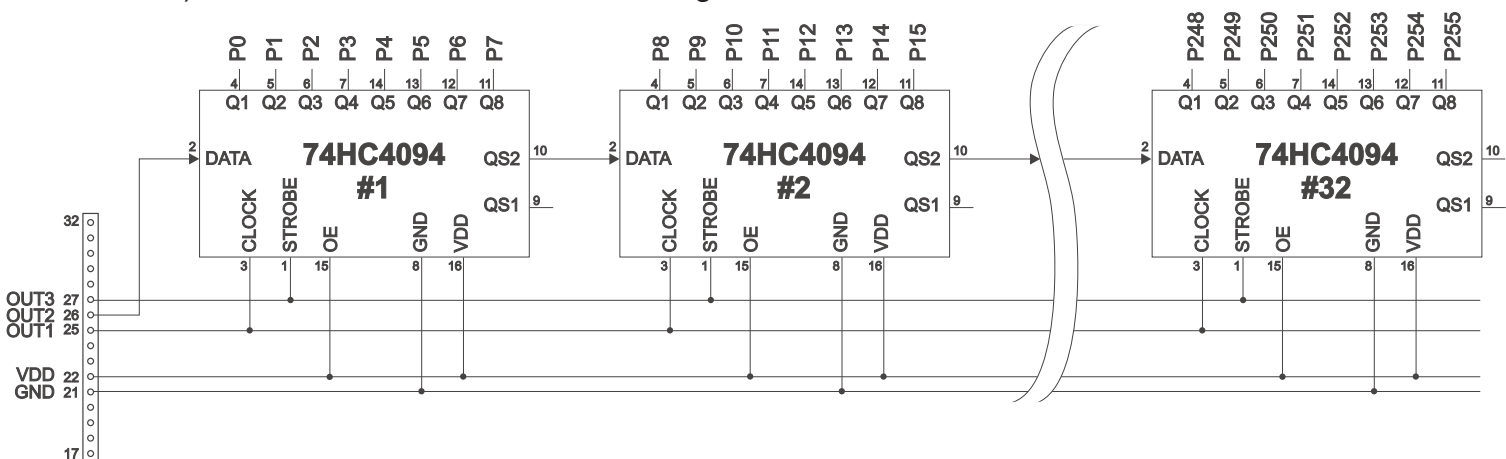 P0 P1 P2 P3 P4 P5 P6 P7 P8 P9 P10 P11 P12 P13 P14 P15 P248 P249 P250 P251 P252 P253 P254 P255
4 5 6 7 14 13 12 11 4 5 6 7 14 13 12 11 4 5 6 7 14 13 12 11
Q1 Q2 Q3 Q4 Q5 Q6 Q7 Q8 Q1 Q2 Q3 Q4 Q5 Q6 Q7 Q8 Q1 Q2 Q3 Q4 Q5 Q6 Q7 Q8
2 DATA 74HC4094 QS2 10 2 DATA 74HC4094 QS2 10 2 DATA 74HC4094 QS2 10
#1 #2 #32
QS1 9 QS1 9 QS1 9
CLOCK STROBE OE GND VDD CLOCK STROBE OE GND VDD CLOCK STROBE OE GND VDD
3 1 15 8 16 3 1 15 8 16 3 1 15 8 16
32
OUT3 27
OUT2 26
OUT1 25
VDD 22
GND 21
17